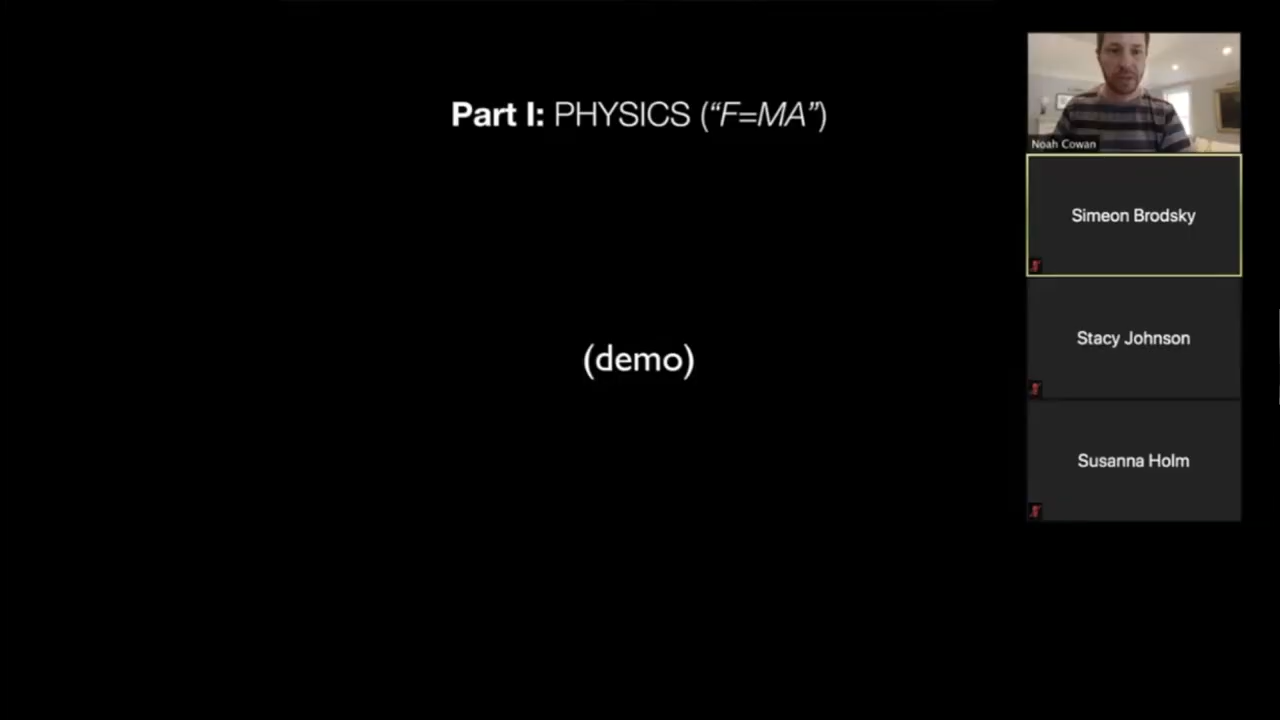 Part I: PHYSICS (“F=MA”)
(demo)
Noah Cowan
Simeon Brodsky
Stacy Johnson
Susanna Holm